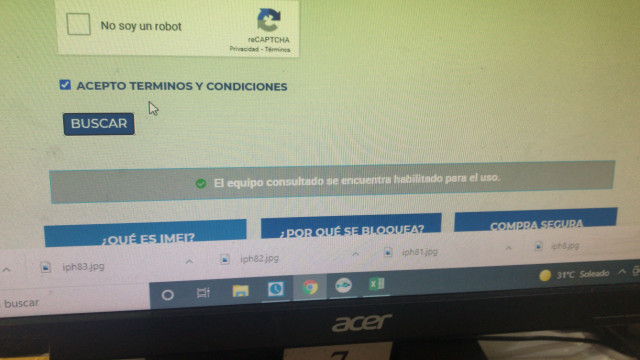 No soy un robot
reCAPTCHA
Privacidad - Términos
ACEPTO TERMINOS Y CONDICIONES
BUSCAR
El equipo consultado se encuentra habilitado para el uso.
¿QUÉ ES IMEI?
¿POR QUÉ SE BLOQUEA?
COMPRA SEGURA
iph83.jpg
iph82.jpg
iph81.jpg
iph8.jpg
buscar
31°C Soleado
acer